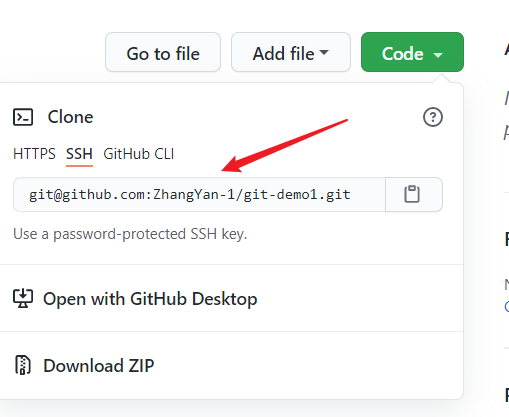 Go to file Add file Code
Clone
HTTPS SSH GitHub CLI
git@github.com:ZhangYan-1/git-demo1.git
Use a password-protected SSH key.
Open with GitHub Desktop
Download ZIP